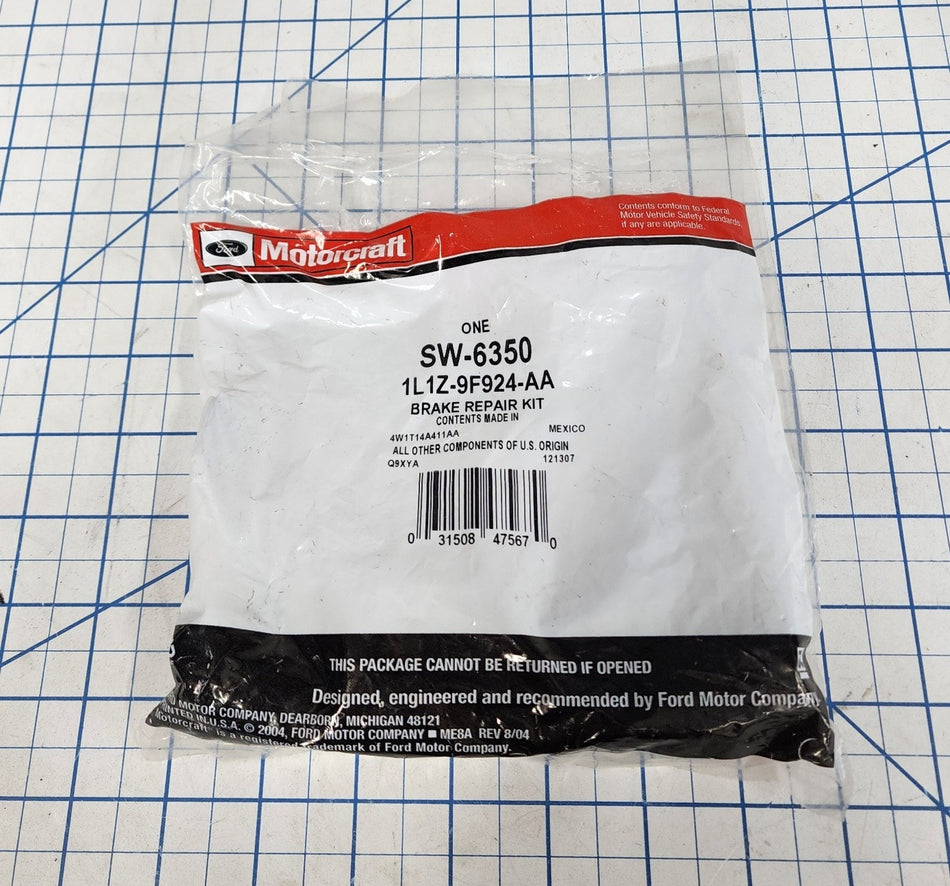 Contents conform to Federal
Motor Vehicle Safety Standards,
if any are applicable.
Ford Motorcraft
ONE
SW-6350
1L1Z-9F924-AA
BRAKE REPAIR KIT
CONTENTS MADE IN
4W1T14A411AA MEXICO
ALL OTHER COMPONENTS OF U.S. ORIGIN
Q9XYA 121307
0 31508 47567 0
THIS PACKAGE CANNOT BE RETURNED IF OPENED
Designed, engineered and recommended by Ford Motor Company
MOTOR COMPANY, DEARBORN, MICHIGAN 48121
IN U.S.A. © 2004, FORD MOTOR COMPANY ■ ME8A REV 8/04
Motorcraft® is a registered trademark of Ford Motor Company.